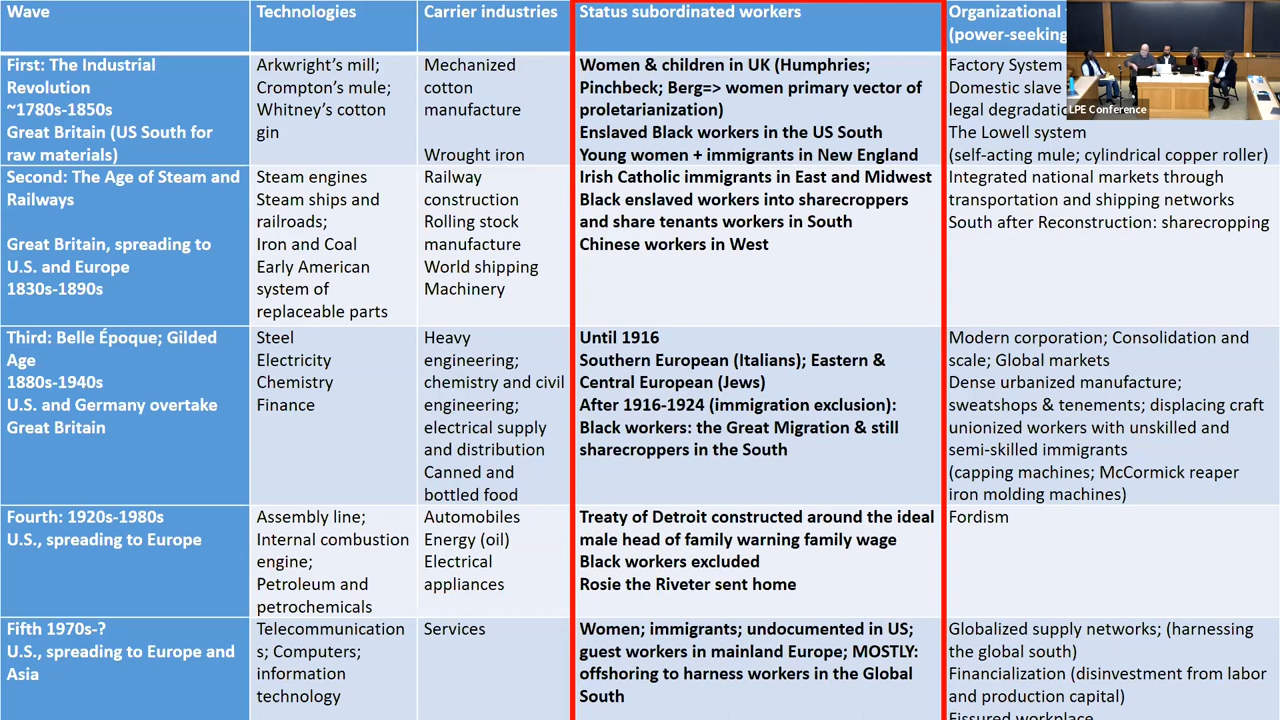 Wave
Technologies
Carrier industries
Status subordinated workers
Organizational
(power-seeking
LPE Conference
First: The Industrial
Revolution
~1780s-1850s
Great Britain (US South for
raw materials)
Arkwright's mill;
Crompton's mule;
Whitney's cotton
gin
Mechanized
cotton
manufacture
Wrought iron
Women & children in UK (Humphries;
Pinchbeck; Berg=> women primary vector of
proletarianization)
Enslaved Black workers in the US South
Young women + immigrants in New England
Factory System
Domestic slave
legal
The Lowell system
(self-acting mule; cylindrical copper roller)
Second: The Age of Steam and
Railways
Great Britain, spreading to
U.S. and Europe
1830s-1890s
Steam engines
Steam ships and
railroads;
Iron and Coal
Early American
system of
replaceable parts
Railway
construction
Rolling stock
manufacture
World shipping
Machinery
Irish Catholic immigrants in East and Midwest
Black enslaved workers into sharecroppers
and share tenants workers in South
Chinese workers in West
Integrated national markets through
transportation and shipping networks
South after Reconstruction: sharecropping
Third: Belle Époque; Gilded
Age
1880s-1940s
U.S. and Germany overtake
Great Britain
Steel
Electricity
Chemistry
Finance
Heavy
engineering;
chemistry and civil
engineering;
electrical supply
and distribution
Canned and
bottled food
Until 1916
Southern European (Italians); Eastern &
Central European (Jews)
After 1916-1924 (immigration exclusion):
Black workers: the Great Migration & still
sharecroppers in the South
Modern corporation; Consolidation and
scale; Global markets
Dense urbanized manufacture;
sweatshops & tenements; displacing craft
unionized workers with unskilled and
semi-skilled immigrants
(capping machines; McCormick reaper
iron molding machines)
Fourth: 1920s-1980s
U.S., spreading to Europe
Assembly line;
Internal combustion
engine;
Petroleum and
petrochemicals
Automobiles
Energy (oil)
Electrical
appliances
Treaty of Detroit constructed around the ideal
male head of family warning family wage
Black workers excluded
Rosie the Riveter sent home
Fordism
Fifth 1970s-?
U.S., spreading to Europe and
Asia
Telecommunication
s; Computers;
information
technology
Services
Women; immigrants; undocumented in US;
guest workers in mainland Europe; MOSTLY:
offshoring to harness workers in the Global
South
Globalized supply networks; (harnessing
the global south)
Financialization (disinvestment from labor
and production capital)
Fissured workplace